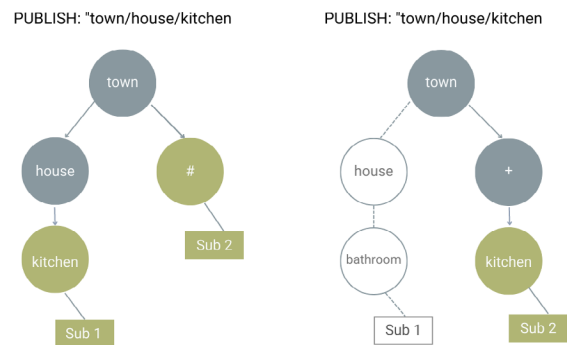 PUBLISH: "town/house/kitchen
town
house
#
kitchen
Sub 2
Sub 1
PUBLISH: "town/house/kitchen
town
house
+
bathroom
kitchen
Sub 1
Sub 2